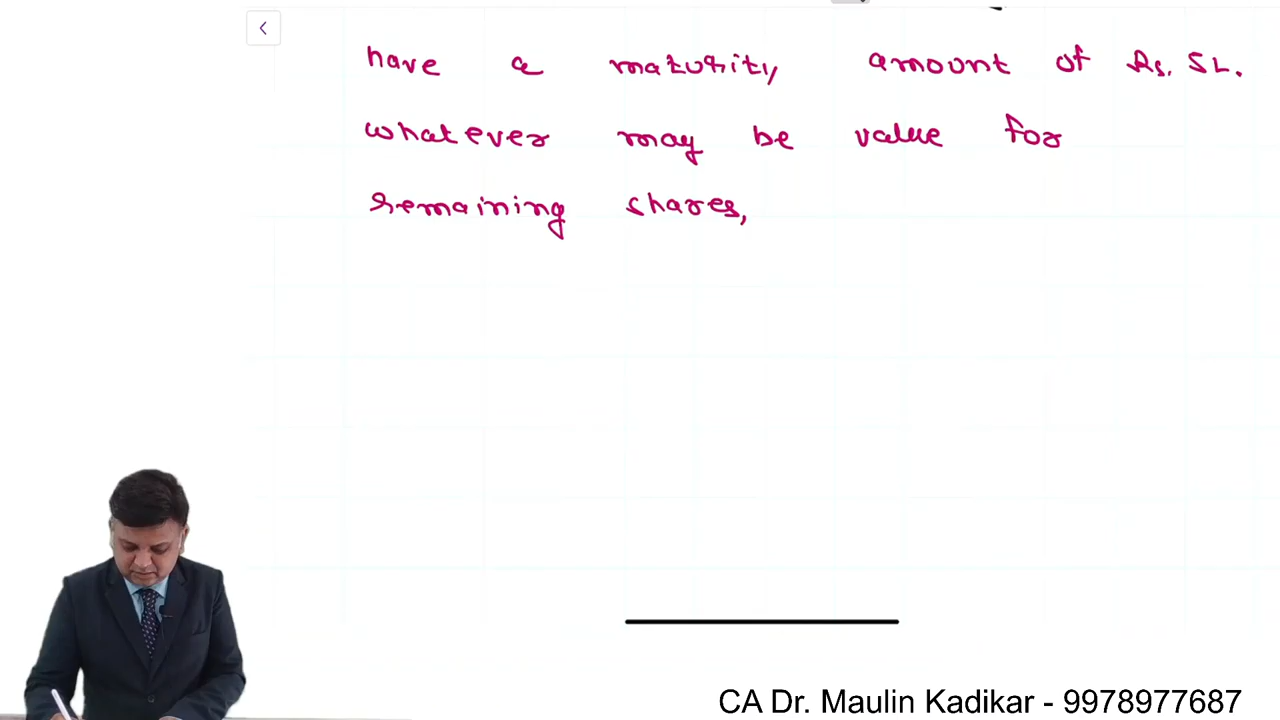 have a maturity amount of Rs. 5L.
whatever may be value for
remaining shares,
CA Dr. Maulin Kadikar - 9978977687